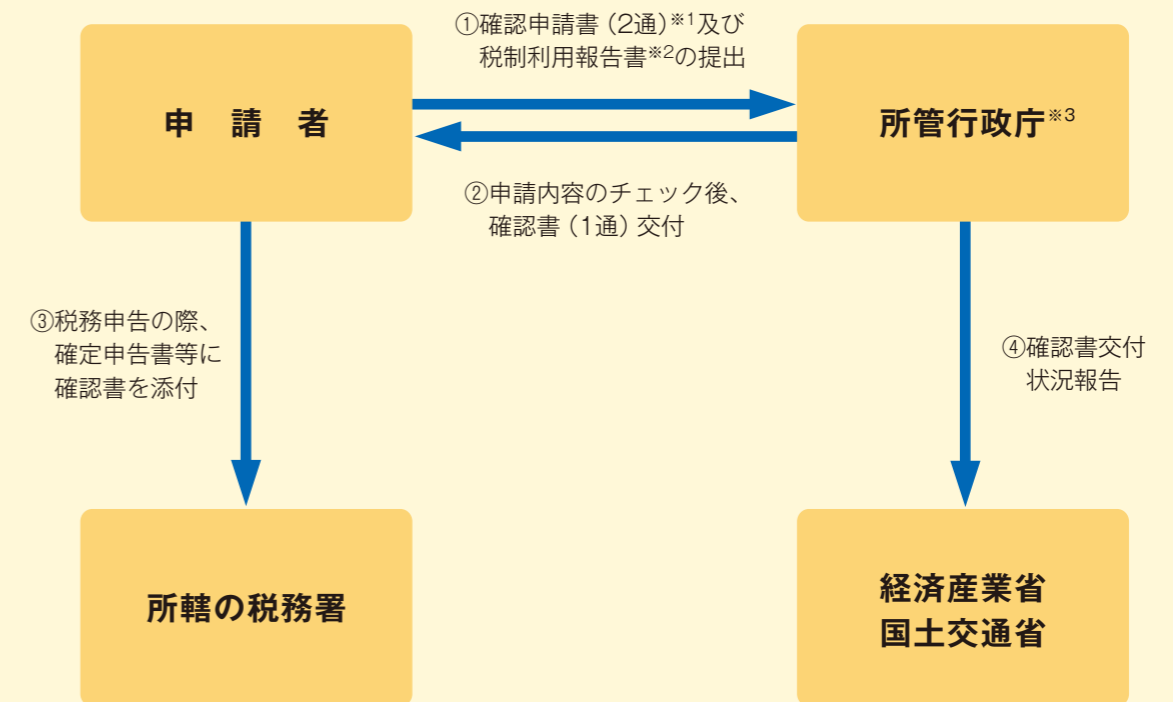 ①確認申請書（2通）※1及び
税制利用報告書※2の提出
申　請　者
所管行政庁※3
②申請内容のチェック後、
確認書（1通）交付
③税務申告の際、
確定申告書等に
確認書を添付
④確認書交付
状況報告
所轄の税務署
経済産業省
国土交通省